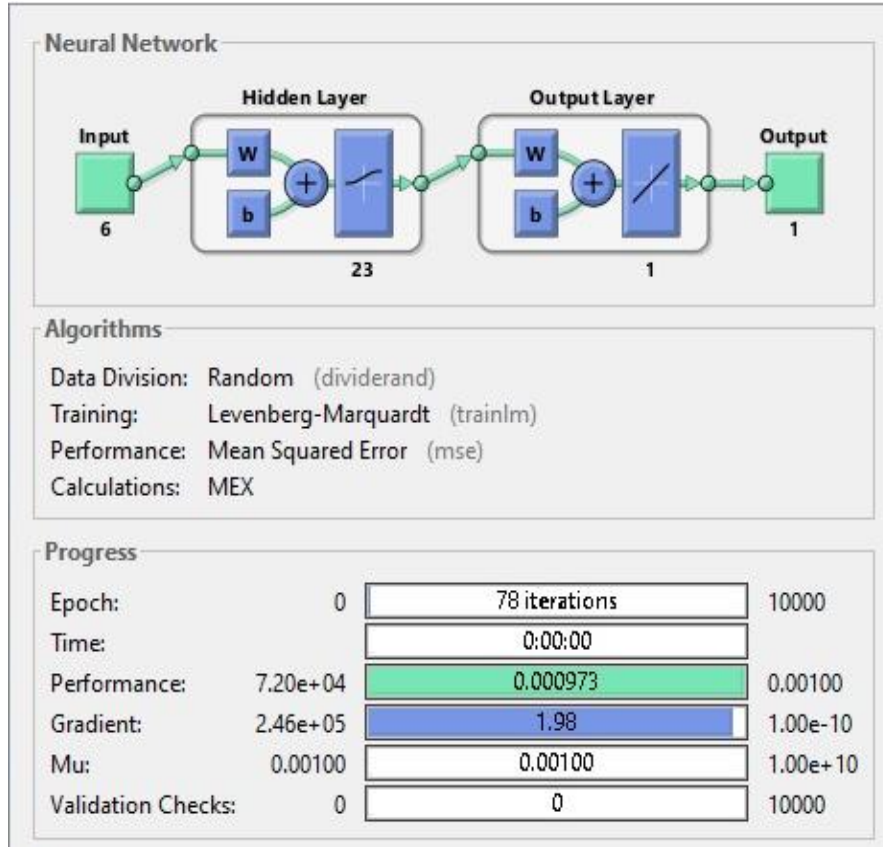 Neural Network
Hidden Layer Output Layer
Input Output
W W
b b
6 1
23 1
Algorithms
Data Division: Random (dividerand)
Training: Levenberg-Marquardt (trainlm)
Performance: Mean Squared Error (mse)
Calculations: MEX
Progress
Epoch: 0 78 iterations 10000
Time: 0:00:00
Performance: 7.20e+04 0.000973 0.00100
Gradient: 2.46e+05 1.98 1.00e-10
Mu: 0.00100 0.00100 1.00e+10
Validation Checks: 0 0 10000